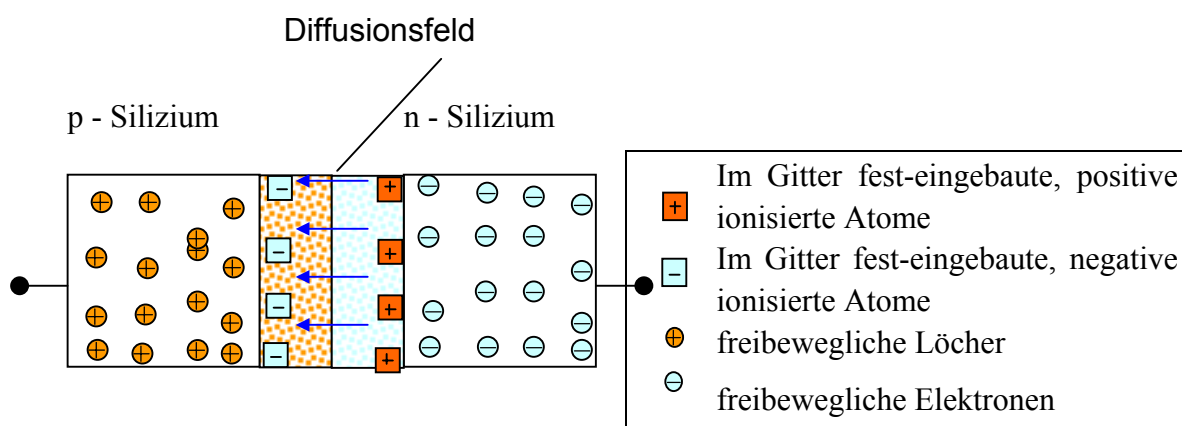 Diffusionsfeld
p - Silizium
n - Silizium
Im Gitter fest-eingebaute, positive
ionisierte Atome
Im Gitter fest-eingebaute, negative
ionisierte Atome
freibewegliche Löcher
freibewegliche Elektronen